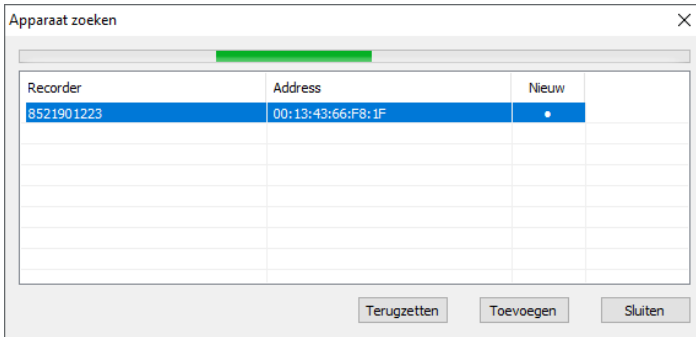 Apparaat zoeken
Recorder Address Nieuw
8521901223 00:13:43:66:F8:1F
Terugzetten Toevoegen Sluiten